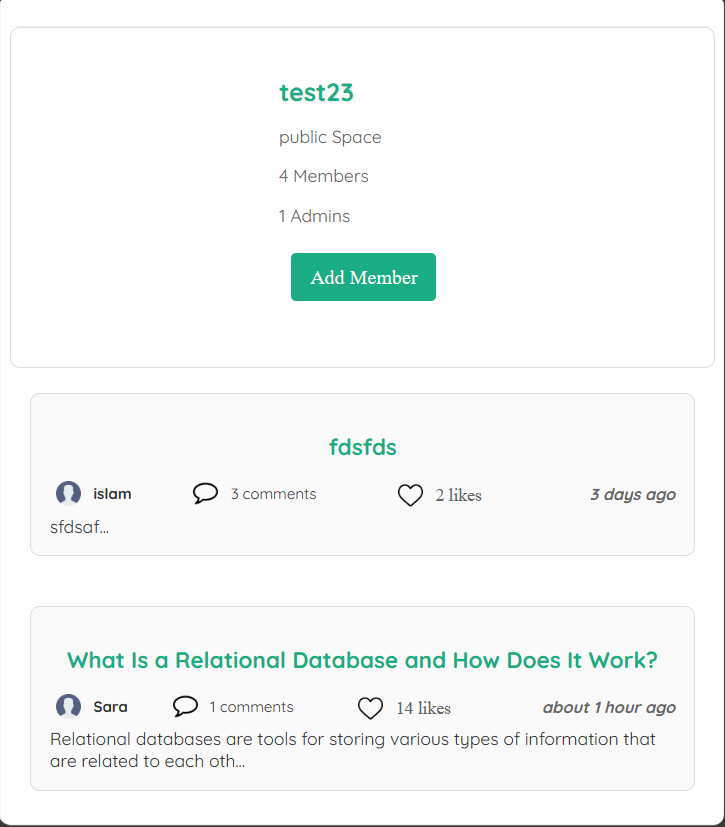 test23
public Space
4 Members
1 Admins
Add Member
fdsfds
islam 3 comments 2 likes 3 days ago
sfdsaf...
What Is a Relational Database and How Does It Work?
Sara 1 comments 14 likes about 1 hour ago
Relational databases are tools for storing various types of information that
are related to each oth...